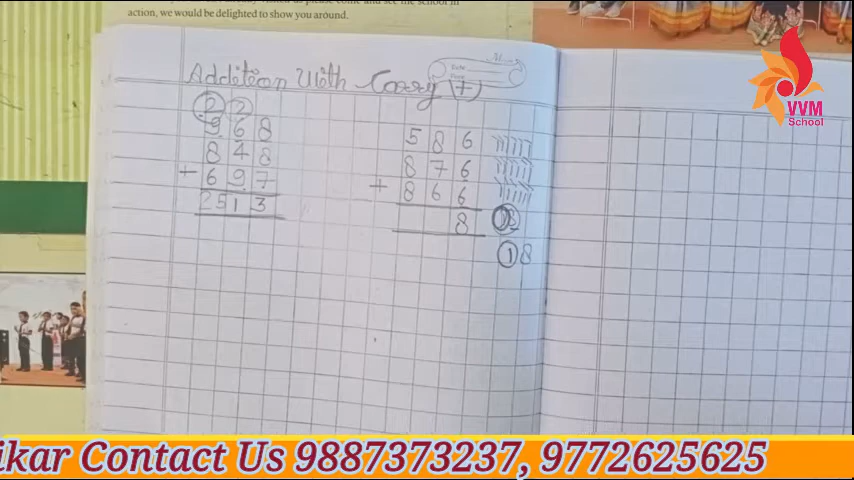 action, we would be delighted to show you around.
VVM
School
Addition With Carry (+)
2 2
9 6 8
8 4 8
+ 6 9 7
2 5 1 3
5 8 6
8 7 6
+ 8 6 6
8
1 8
ikar Contact Us 9887373237, 9772625625